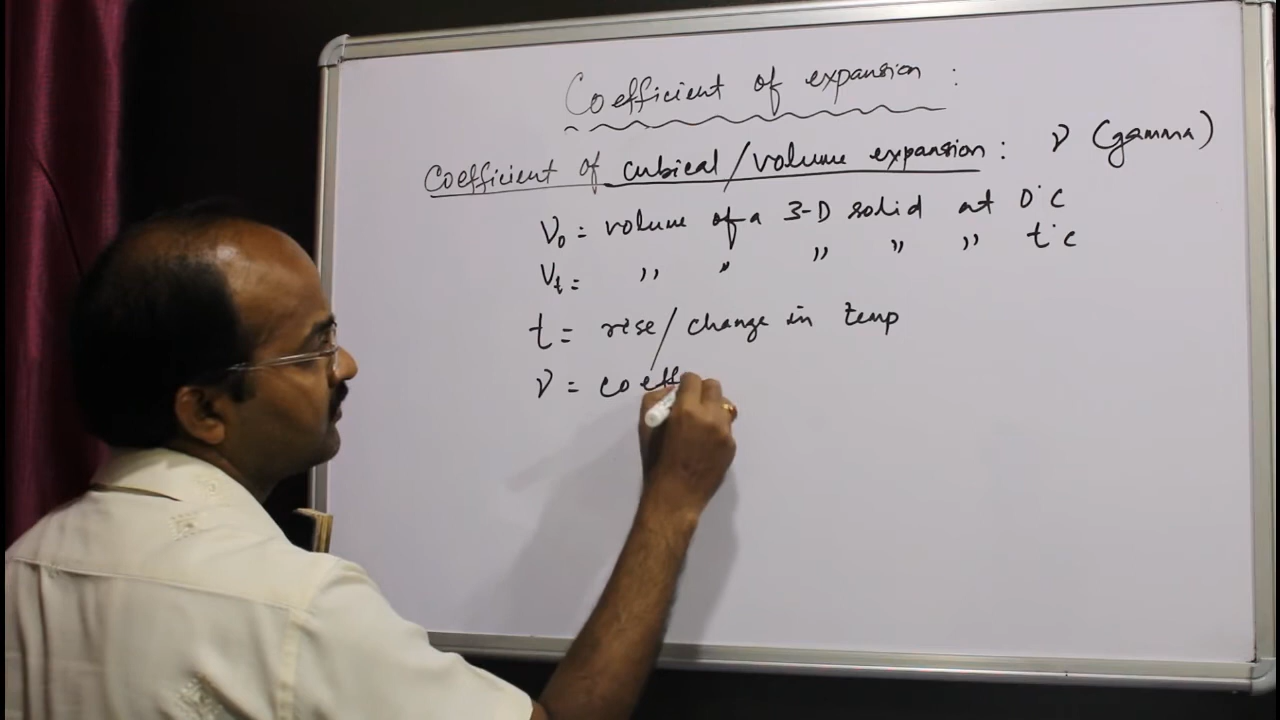 Coefficient of expansion :
Coefficient of cubical/volume expansion : γ (gamma)
V₀ = volume of a 3-D solid at 0°C
Vₜ = ,, ,, ,, ,, ,, t°C
t = rise/change in temp
γ = coeff